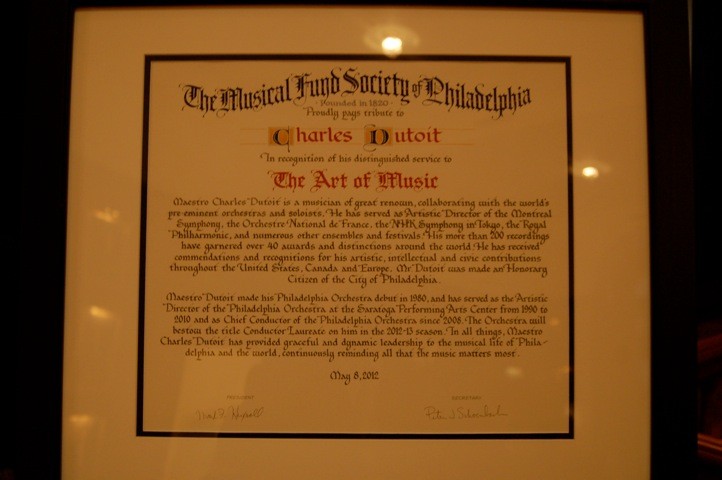 The Musical Fund Society of Philadelphia
Founded in 1820
Proudly pays tribute to
Charles Dutoit
In recognition of his distinguished service to
The Art of Music
Maestro Charles Dutoit is a musician of great renown, collaborating with the world's
pre-eminent orchestras and soloists. He has served as Artistic Director of the Montreal
Symphony, the Orchestre National de France, the NHK Symphony in Tokyo, the Royal
Philharmonic, and numerous other ensembles and festivals. His more than 200 recordings
have garnered over 40 awards and distinctions around the world. He has received
commendations and recognitions for his artistic, intellectual and civic contributions
throughout the United States, Canada and Europe. Mr Dutoit was made an Honorary
Citizen of the City of Philadelphia.
Maestro Dutoit made his Philadelphia Orchestra debut in 1980, and has served as the Artistic
Director of the Philadelphia Orchestra at the Saratoga Performing Arts Center from 1990 to
2010 and as Chief Conductor of the Philadelphia Orchestra since 2008. The Orchestra will
bestow the title Conductor Laureate on him in the 2012-13 season. In all things, Maestro
Charles Dutoit has provided graceful and dynamic leadership to the musical life of Phila-
delphia and the world, continuously reminding all that the music matters most.
May 8, 2012
PRESIDENT
SECRETARY